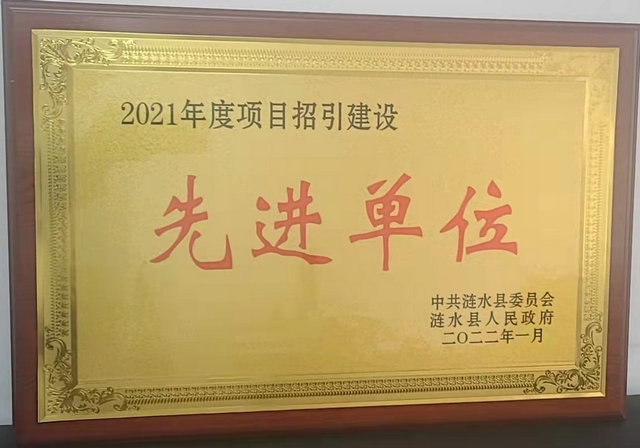 2021年度项目招引建设
先进单位
中共涟水县委员会
涟水县人民政府
二〇二二年一月